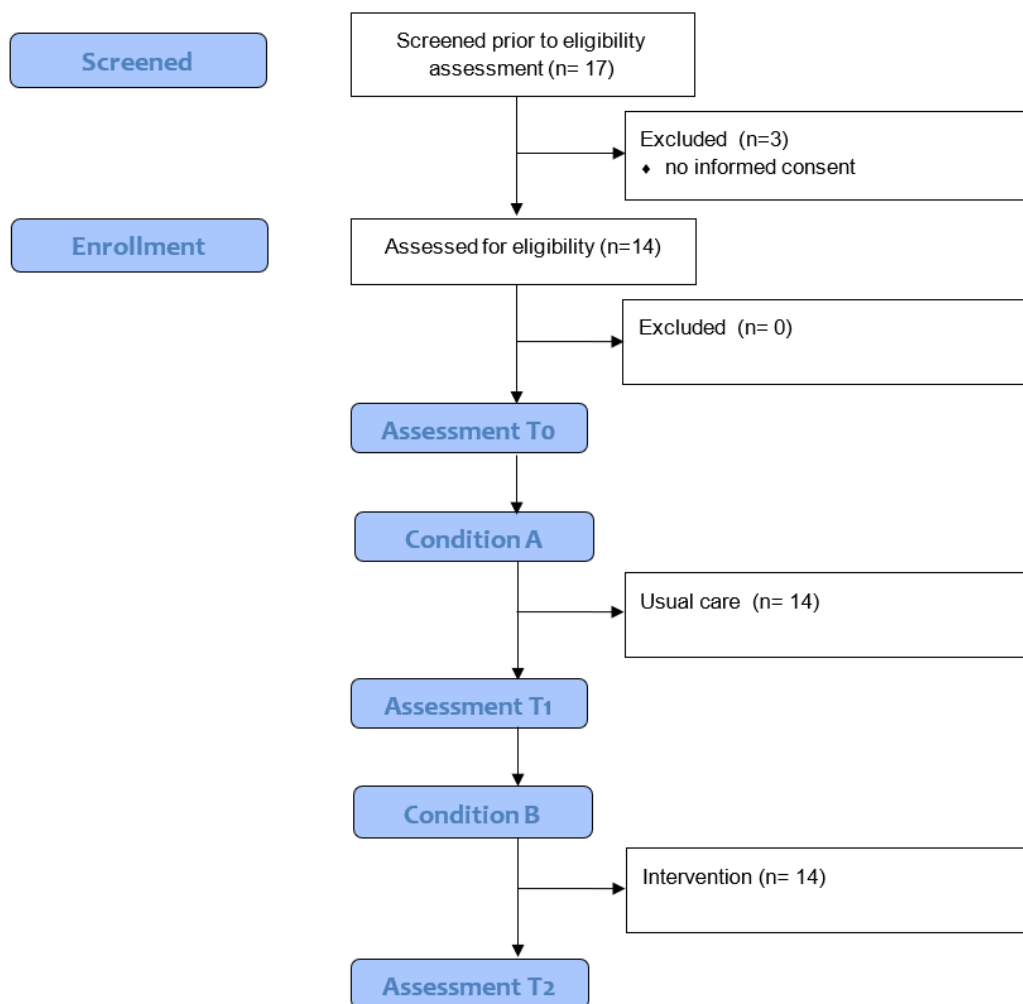 Screened
Screened prior to eligibility
assessment (n= 17)
Excluded (n=3)
♦ no informed consent
Enrollment
Assessed for eligibility (n=14)
Excluded (n= 0)
Assessment T0
Condition A
Usual care (n= 14)
Assessment T1
Condition B
Intervention (n= 14)
Assessment T2